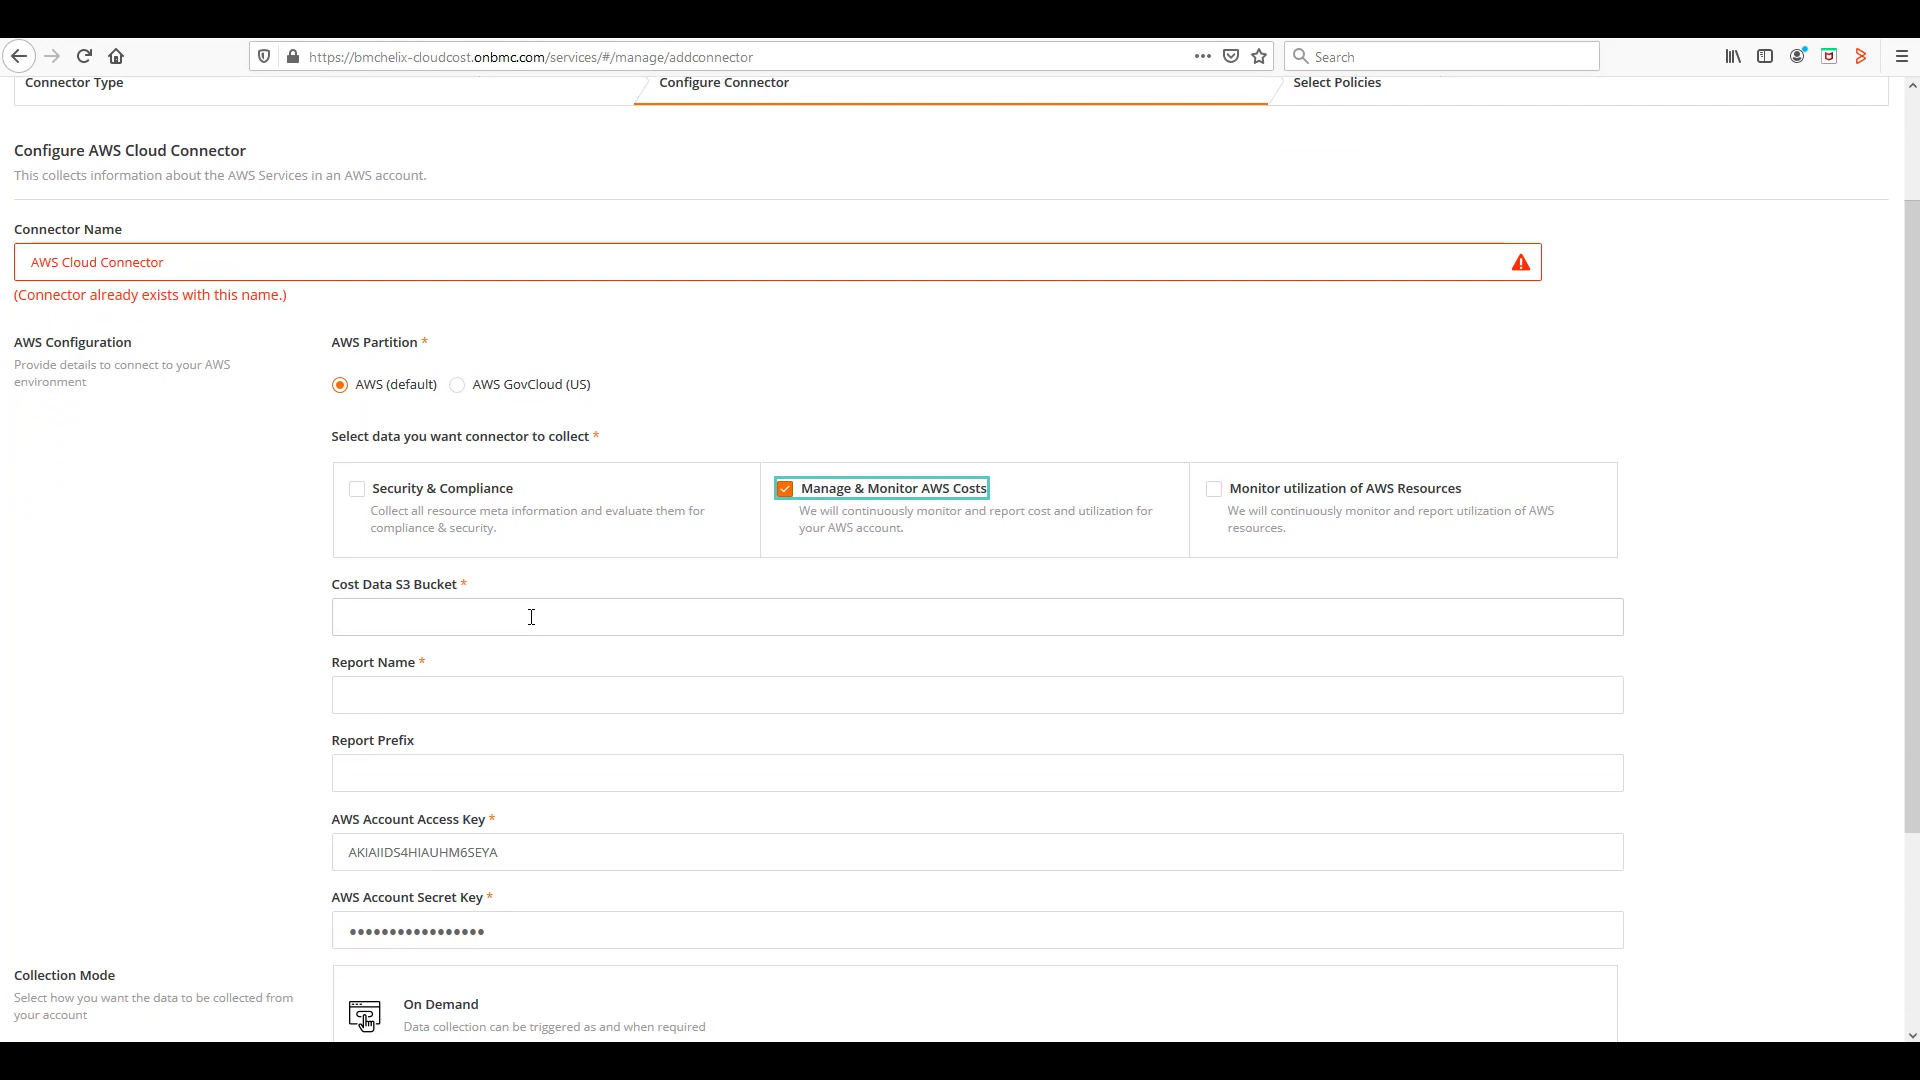 https://bmchelix-cloudcost.onbmc.com/services/#/manage/addconnector
Search
Connector Type
Configure Connector
Select Policies
Configure AWS Cloud Connector
This collects information about the AWS Services in an AWS account.
Connector Name
AWS Cloud Connector
(Connector already exists with this name.)
AWS Configuration
Provide details to connect to your AWS
environment
AWS Partition *
AWS (default)
AWS GovCloud (US)
Select data you want connector to collect *
Security & Compliance
Collect all resource meta information and evaluate them for
compliance & security.
Manage & Monitor AWS Costs
We will continuously monitor and report cost and utilization for
your AWS account.
Monitor utilization of AWS Resources
We will continuously monitor and report utilization of AWS
resources.
Cost Data S3 Bucket *
Report Name *
Report Prefix
AWS Account Access Key *
AKIAIIDS4HIAUHM6SEYA
AWS Account Secret Key *
•••••••••••••••••
Collection Mode
Select how you want the data to be collected from
your account
On Demand
Data collection can be triggered as and when required